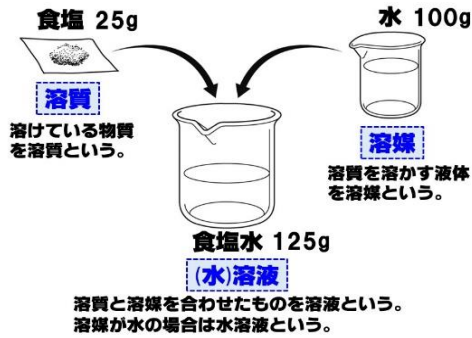 食塩 25g
水 100g
溶質
溶けている物質
を溶質という。
溶媒
溶質を溶かす液体
を溶媒という。
食塩水 125g
(水)溶液
溶質と溶媒を合わせたものを溶液という。
溶媒が水の場合は水溶液という。